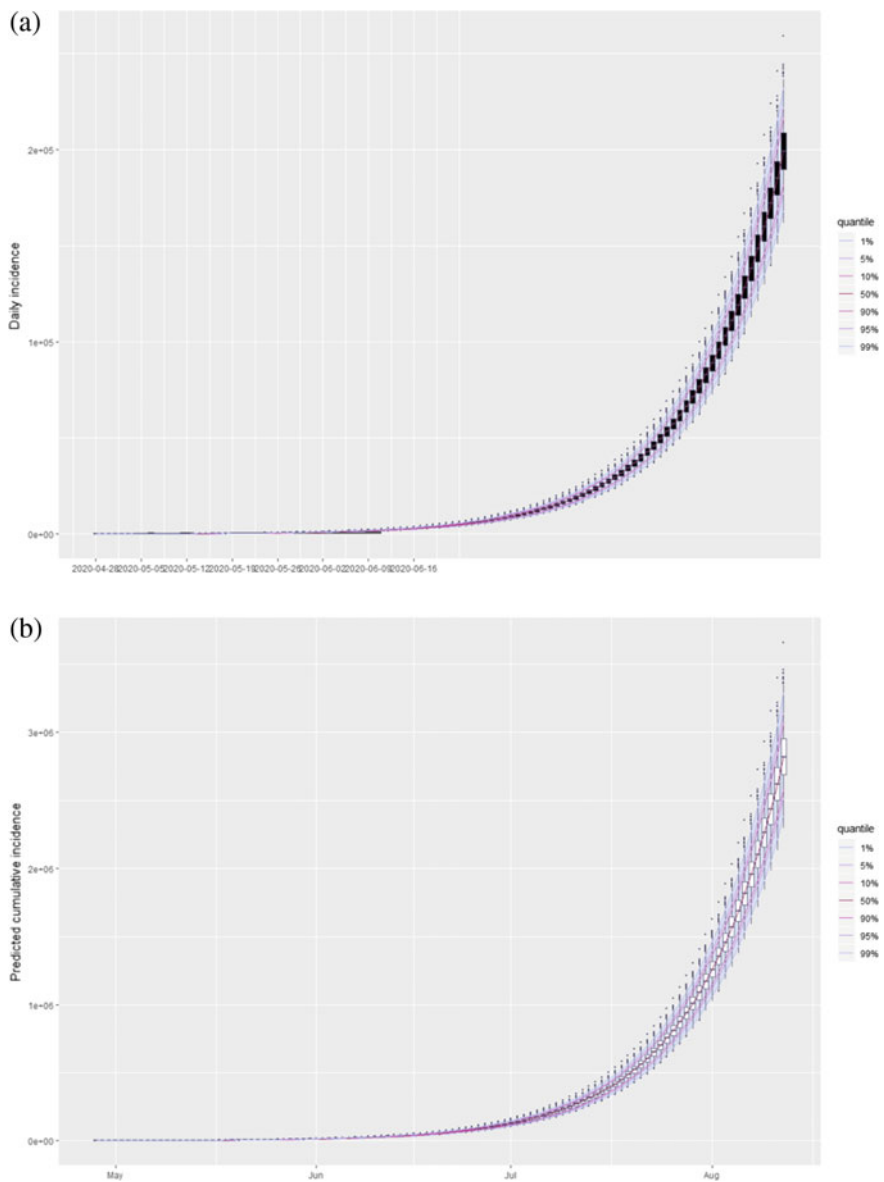 (a)
Daily incidence
2e+05
1e+05
0e+00
2020-04-28 2020-05-05 2020-05-12 2020-05-19 2020-05-26 2020-06-02 2020-06-09 2020-06-16
quantile
1%
5%
10%
50%
90%
95%
99%
(b)
Predicted cumulative incidence
3e+06
2e+06
1e+06
0e+00
May Jun Jul Aug
quantile
1%
5%
10%
50%
90%
95%
99%